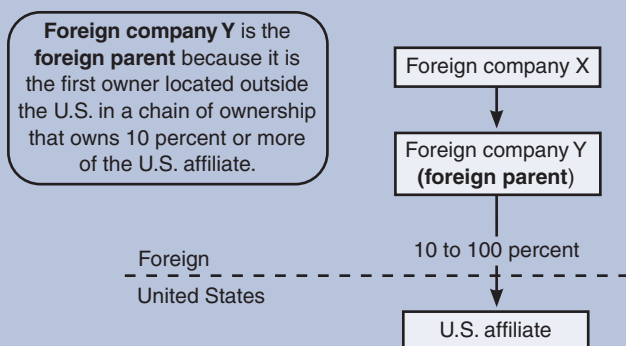 Foreign company Y is the
foreign parent because it is
the first owner located outside
the U.S. in a chain of ownership
that owns 10 percent or more
of the U.S. affiliate.
Foreign company X
Foreign company Y
(foreign parent)
10 to 100 percent
Foreign
United States
U.S. affiliate